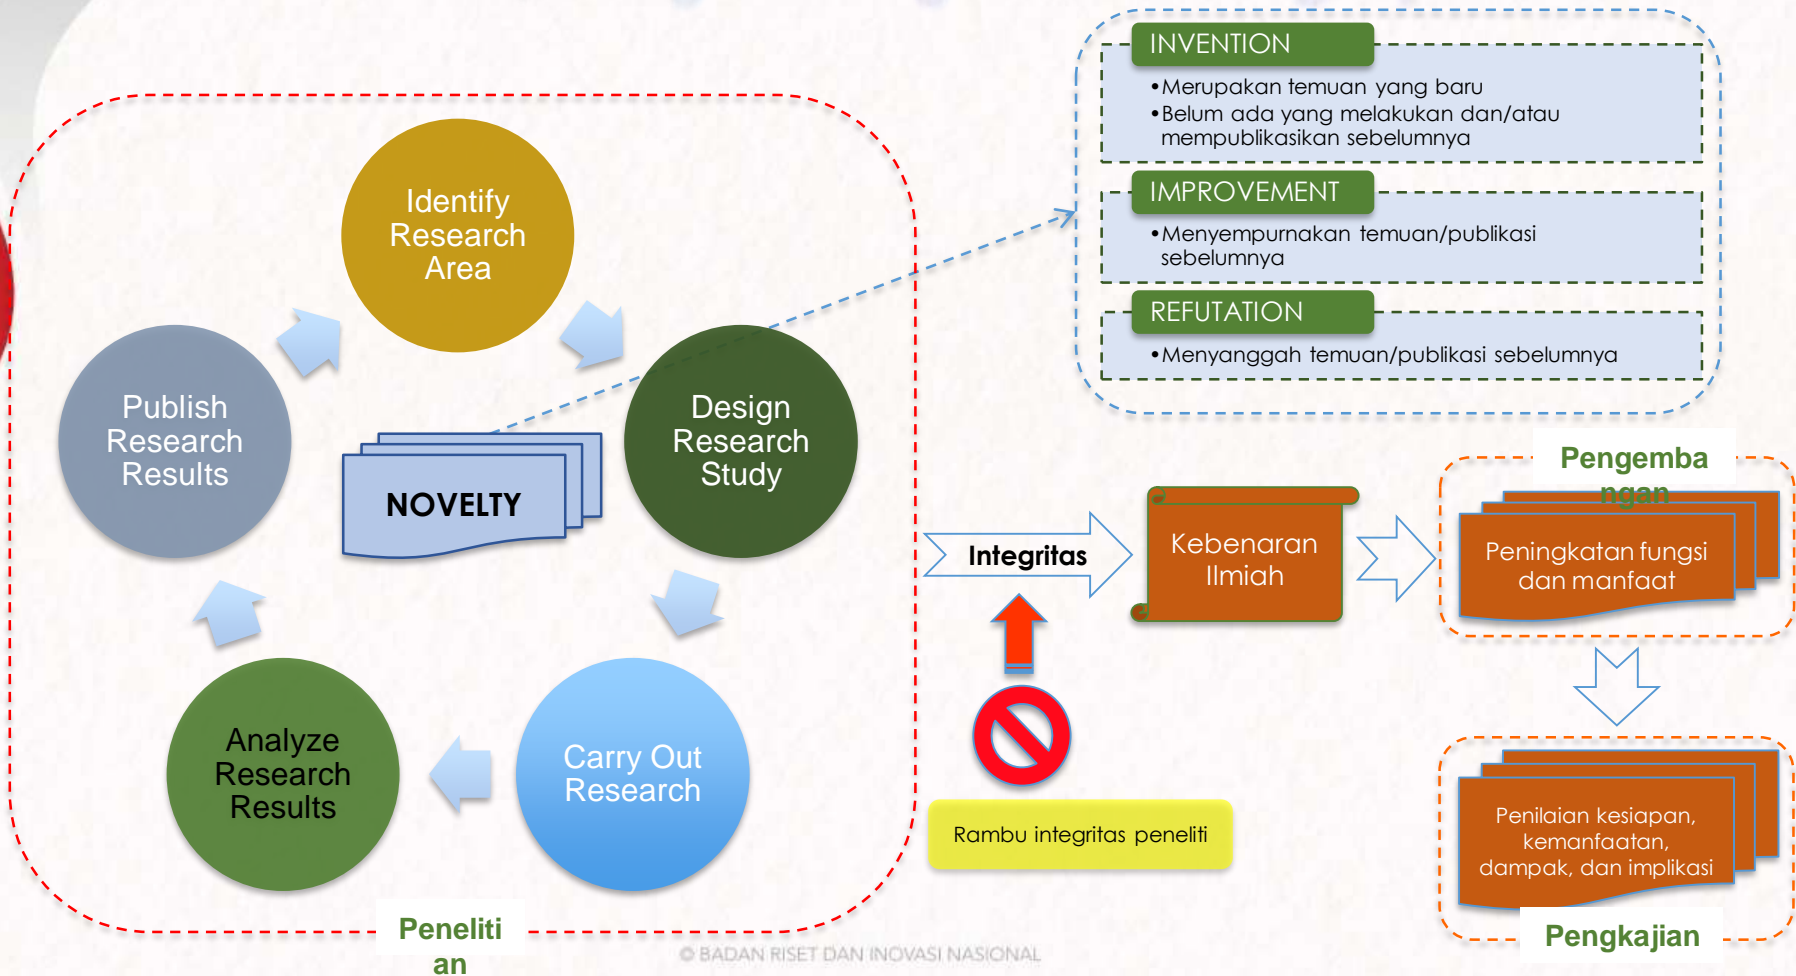 Identify
Research
Area
Publish
Research
Results
Design
Research
Study
NOVELTY
Analyze
Research
Results
Carry Out
Research
Peneliti
an
INVENTION
•Merupakan temuan yang baru
•Belum ada yang melakukan dan/atau
mempublikasikan sebelumnya
IMPROVEMENT
•Menyempurnakan temuan/publikasi
sebelumnya
REFUTATION
•Menyanggah temuan/publikasi sebelumnya
Integritas
Rambu integritas peneliti
Kebenaran
Ilmiah
Pengemba
ngan
Peningkatan fungsi
dan manfaat
Penilaian kesiapan,
kemanfaatan,
dampak, dan implikasi
Pengkajian
© BADAN RISET DAN INOVASI NASIONAL